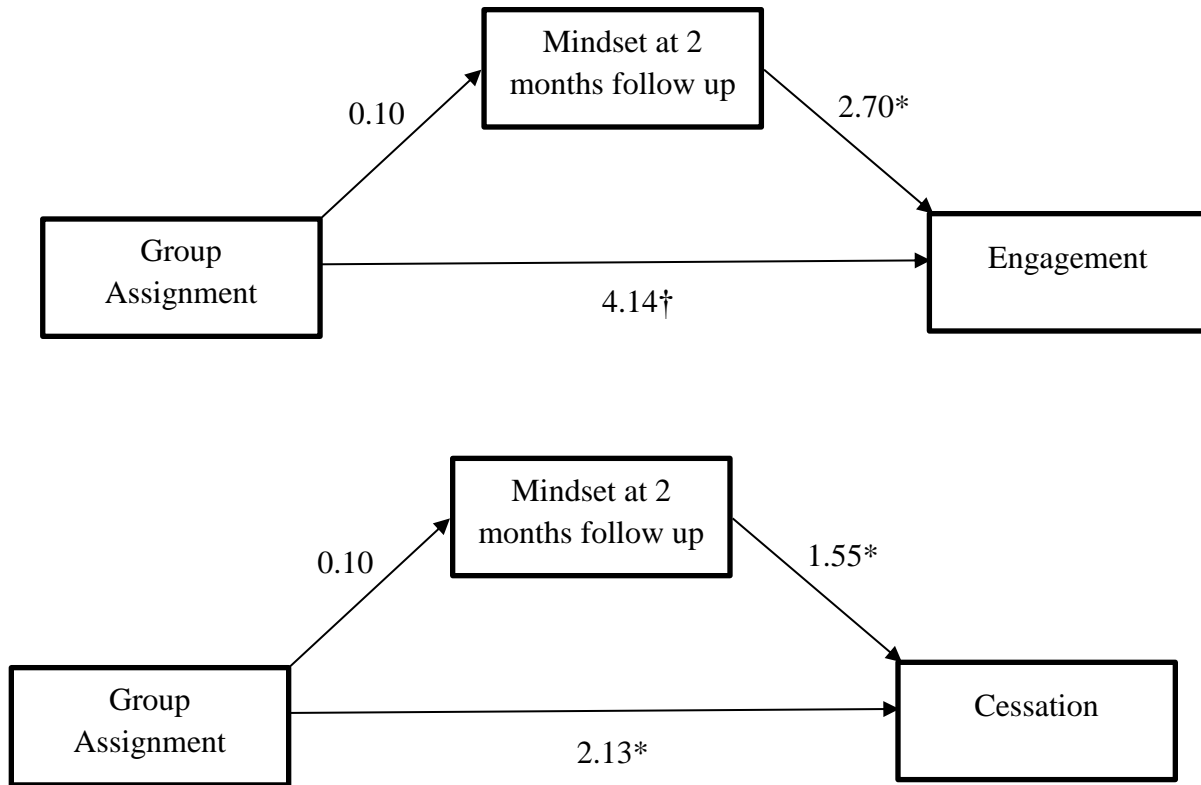 Mindset at 2
months follow up
0.10
2.70*
Group
Assignment
Engagement
4.14†
Mindset at 2
months follow up
0.10
1.55*
Group
Assignment
Cessation
2.13*